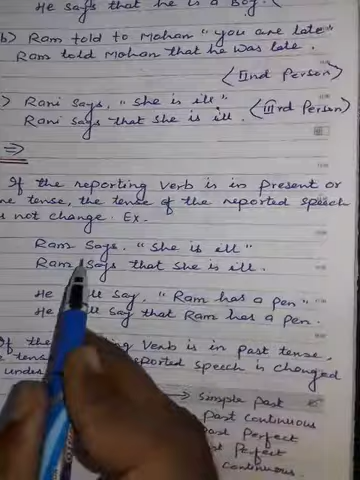 He says that he is a boy.
b) Ram told to Mohan "you are late"
Ram told Mohan that he was late.
(IInd Person)
) Rani says, "she is ill" (IIIrd Person)
Rani says that she is ill.
⇒
If the reporting verb is in present or
tense, the tense of the reported speech
not change. Ex.
Ram says, "she is ill"
Ram says that she is ill.
He say, "Ram has a pen"
He say that Ram has a pen.
If the verb is in past tense,
reported speech is changed
→ simple past
past continuous
Perfect
Perfect
continuous.